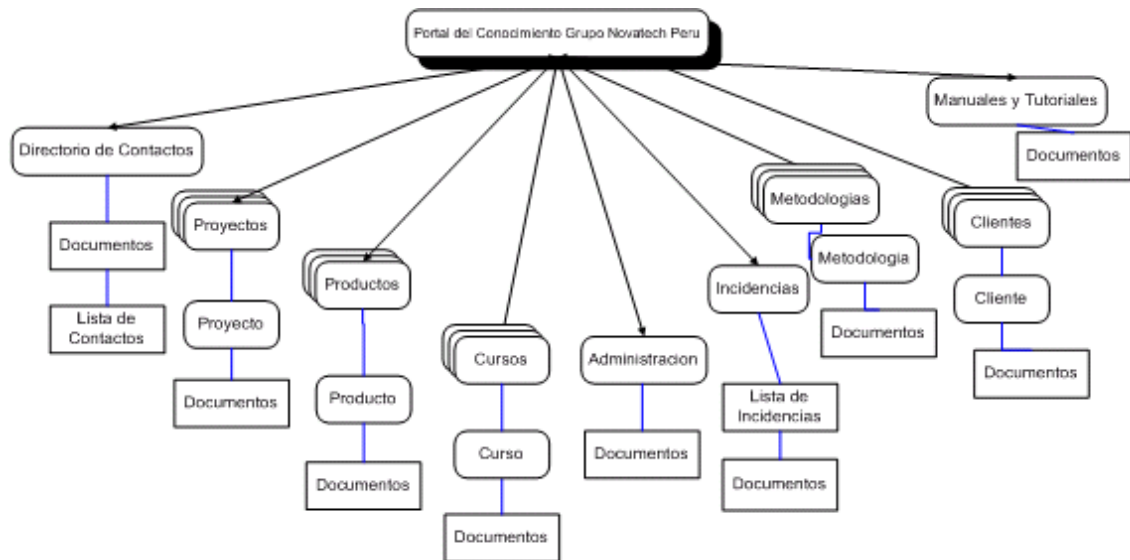 Portal del Conocimiento Grupo Novatech Peru
Manuales y Tutoriales
Documentos
Directorio de Contactos
Documentos
Lista de
Contactos
Proyectos
Proyecto
Documentos
Productos
Producto
Documentos
Cursos
Curso
Documentos
Administracion
Documentos
Incidencias
Lista de
Incidencias
Documentos
Metodologias
Metodologia
Documentos
Clientes
Cliente
Documentos